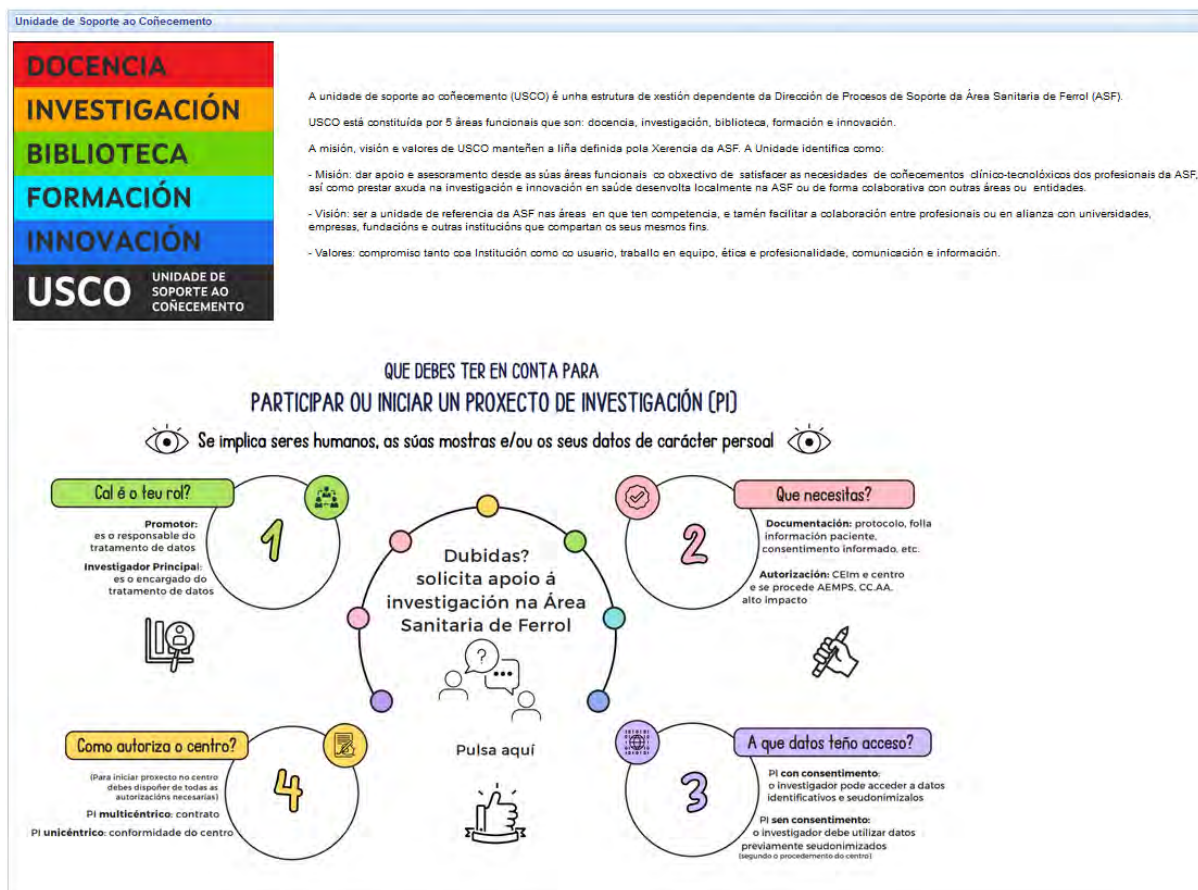 Unidade de Soporte ao Coñecemento
DOCENCIA
INVESTIGACIÓN
BIBLIOTECA
FORMACIÓN
INNOVACIÓN
USCO
UNIDADE DE
SOPORTE AO
COÑECEMENTO
A unidade de soporte ao coñecemento (USCO) é unha estrutura de xestión dependente da Dirección de Procesos de Soporte da Área Sanitaria de Ferrol (ASF).
USCO está constituída por 5 áreas funcionais que son: docencia, investigación, biblioteca, formación e innovación.
A misión, visión e valores de USCO manteñen a liña definida pola Xerencia da ASF. A Unidade identifica como:
- Misión: dar apoio e asesoramento desde as súas áreas funcionais co obxectivo de satisfacer as necesidades de coñecementos clínico-tecnolóxicos dos profesionais da ASF,
así como prestar axuda na investigación e innovación en saúde desenvolta localmente na ASF ou de forma colaborativa con outras áreas ou entidades.
- Visión: ser a unidade de referencia da ASF nas áreas en que ten competencia, e tamén facilitar a colaboración entre profesionais ou en alianza con universidades,
empresas, fundacións e outras institucións que compartan os seus mesmos fins.
- Valores: compromiso tanto coa Institución como co usuario, traballo en equipo, ética e profesionalidade, comunicación e información.
QUE DEBES TER EN CONTA PARA
PARTICIPAR OU INICIAR UN PROXECTO DE INVESTIGACIÓN (PI)
Se implica seres humanos, as súas mostras e/ou os seus datos de carácter persoal
Cal é o teu rol?
1
Promotor:
es o responsable do
tratamento de datos
Investigador Principal:
es o encargado do
tratamento de datos
Que necesitas?
2
Documentación: protocolo, folla
información paciente,
consentimento informado, etc.
Autorización: CEIm e centro
e se procede AEMPS, CC.AA,
alto impacto
Dubidas?
solicita apoio á
investigación na Área
Sanitaria de Ferrol
?
Pulsa aquí
A que datos teño acceso?
3
PI con consentimento:
o investigador pode acceder a datos
identificativos e seudonimízalos
PI sen consentimento:
o investigador debe utilizar datos
previamente seudonimizados
(segundo o procedemento do centro)
Como autoriza o centro?
4
(Para iniciar proxecto no centro
debes dispoñer de todas as
autorizacións necesarias)
PI multicéntrico: contrato
PI unicéntrico: conformidade do centro